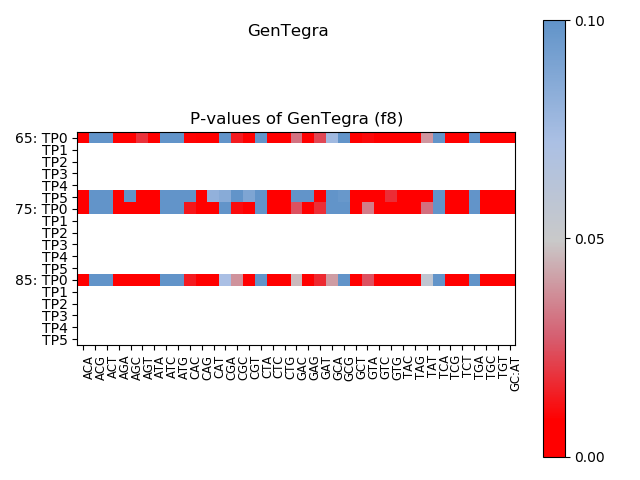 GenTegra
P-values of GenTegra (f8)
65: TP0
TP1
TP2
TP3
TP4
TP5
75: TP0
TP1
TP2
TP3
TP4
TP5
85: TP0
TP1
TP2
TP3
TP4
TP5
ACA
ACG
ACT
AGA
AGC
AGT
ATA
ATC
ATG
CAC
CAG
CAT
CGA
CGC
CGT
CTA
CTC
CTG
GAC
GAG
GAT
GCA
GCG
GCT
GTA
GTC
GTG
TAC
TAG
TAT
TCA
TCG
TCT
TGA
TGC
TGT
GC:AT
0.10
0.05
0.00